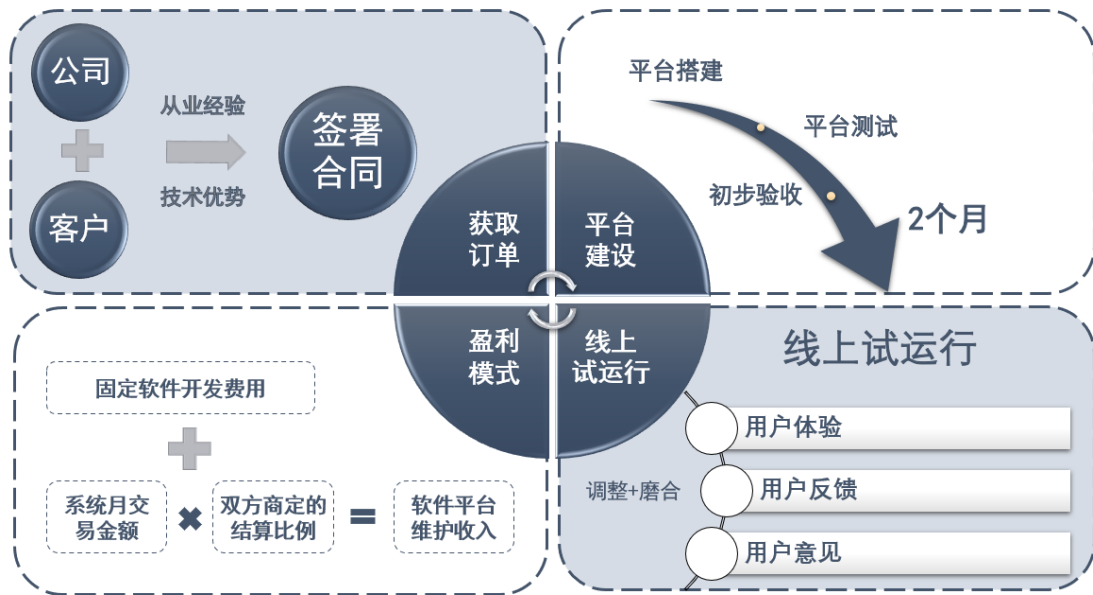 公司
从业经验
技术优势
客户
签署
合同
获取
订单
平台搭建
平台测试
初步验收
2个月
平台
建设
盈利
模式
固定软件开发费用
系统月交
易金额
双方商定的
结算比例
=
软件平台
维护收入
线上
试运行
线上试运行
调整+磨合
用户体验
用户反馈
用户意见